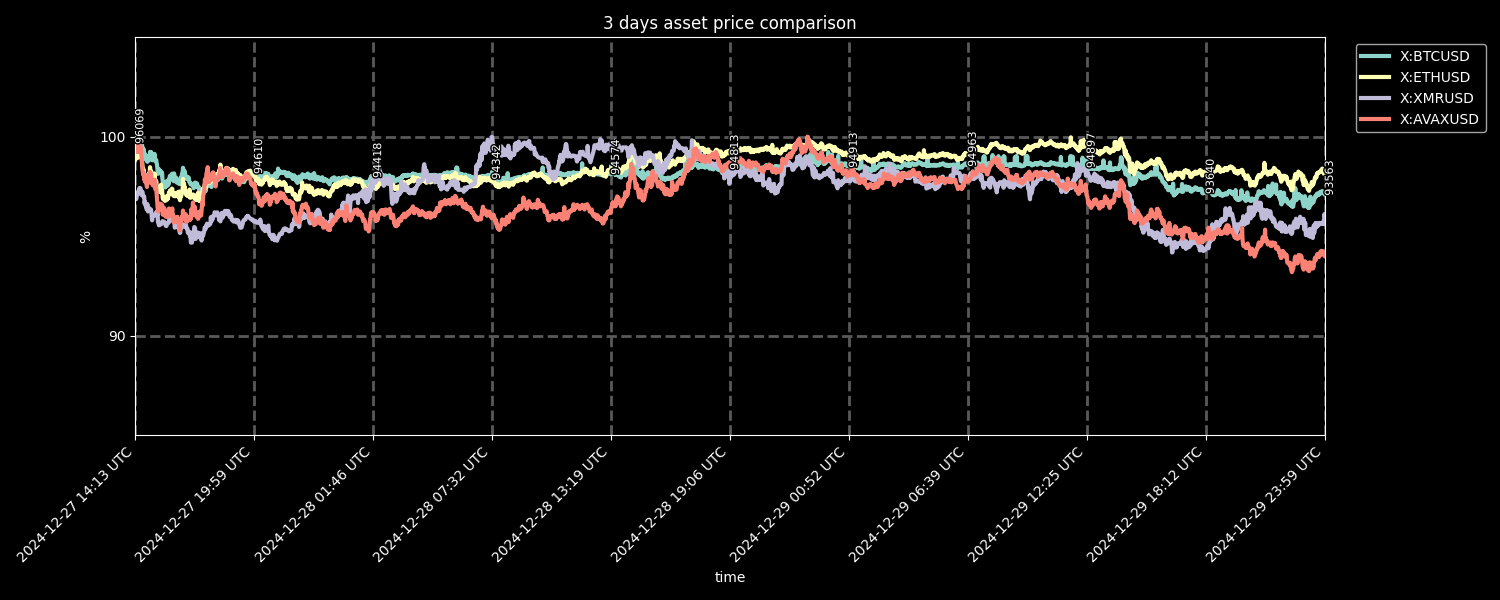 3 days asset price comparison
X:BTCUSD
X:ETHUSD
X:XMRUSD
X:AVAXUSD
100
90
%
96069
94610
94418
94342
94574
94813
94913
94963
94897
93640
93563
2024-12-27 14:13 UTC
2024-12-27 19:59 UTC
2024-12-28 01:46 UTC
2024-12-28 07:32 UTC
2024-12-28 13:19 UTC
2024-12-28 19:06 UTC
2024-12-29 00:52 UTC
2024-12-29 06:39 UTC
2024-12-29 12:25 UTC
2024-12-29 18:12 UTC
2024-12-29 23:59 UTC
time